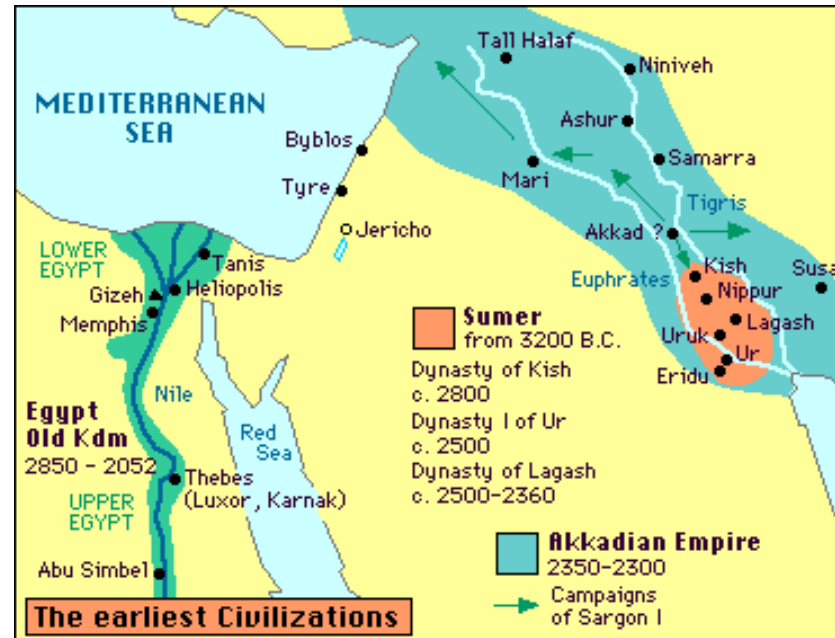 MEDITERRANEAN
SEA
Tall Halaf
Niniveh
Ashur
Byblos
Samarra
Mari
Tyre
Tigris
Jericho
Akkad ?
LOWER
EGYPT
Tanis
Kish
Susa
Euphrates
Gizeh
Heliopolis
Nippur
Memphis
Lagash
Uruk
Ur
Eridu
Sumer
from 3200 B.C.
Dynasty of Kish
c. 2800
Dynasty I of Ur
c. 2500
Dynasty of Lagash
c. 2500-2360
Nile
Egypt
Old Kdm
2850 - 2052
Red
Sea
Thebes
(Luxor, Karnak)
UPPER
EGYPT
Abu Simbel
Akkadian Empire
2350-2300
Campaigns
of Sargon I
The earliest Civilizations